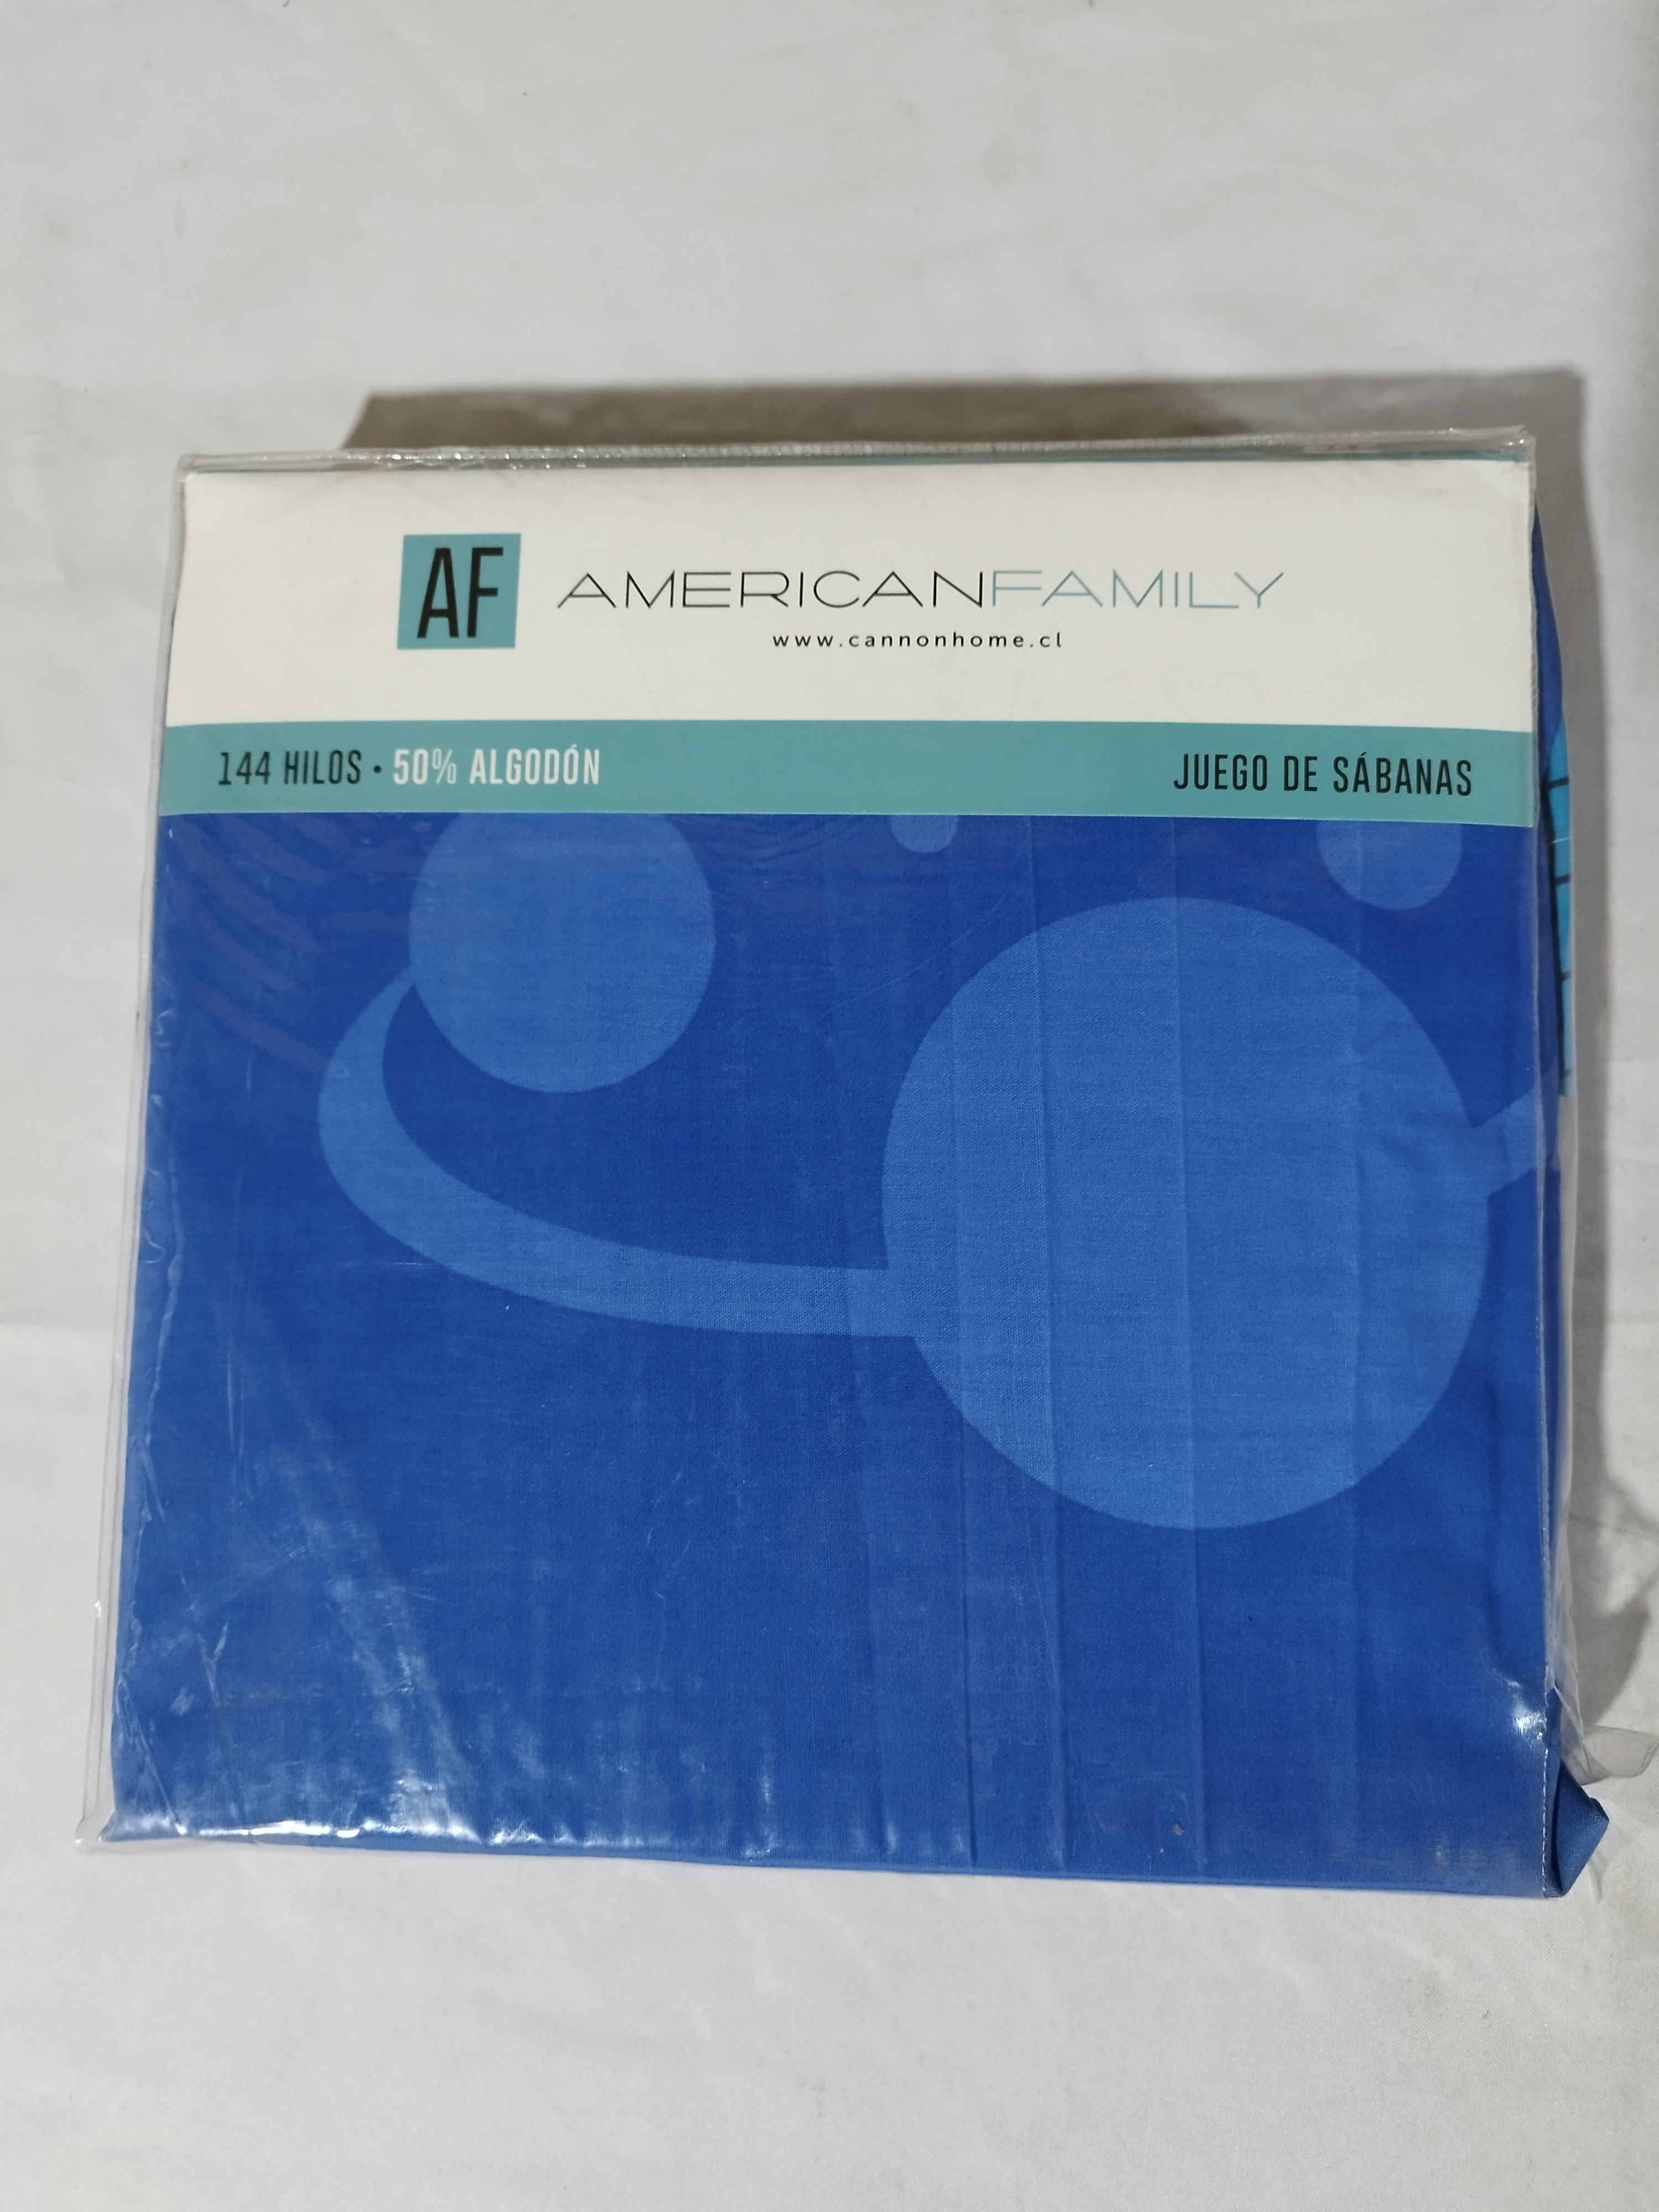 AF
AMERICANFAMILY
www.cannonhome.cl
144 HILOS • 50% ALGODÓN
JUEGO DE SÁBANAS